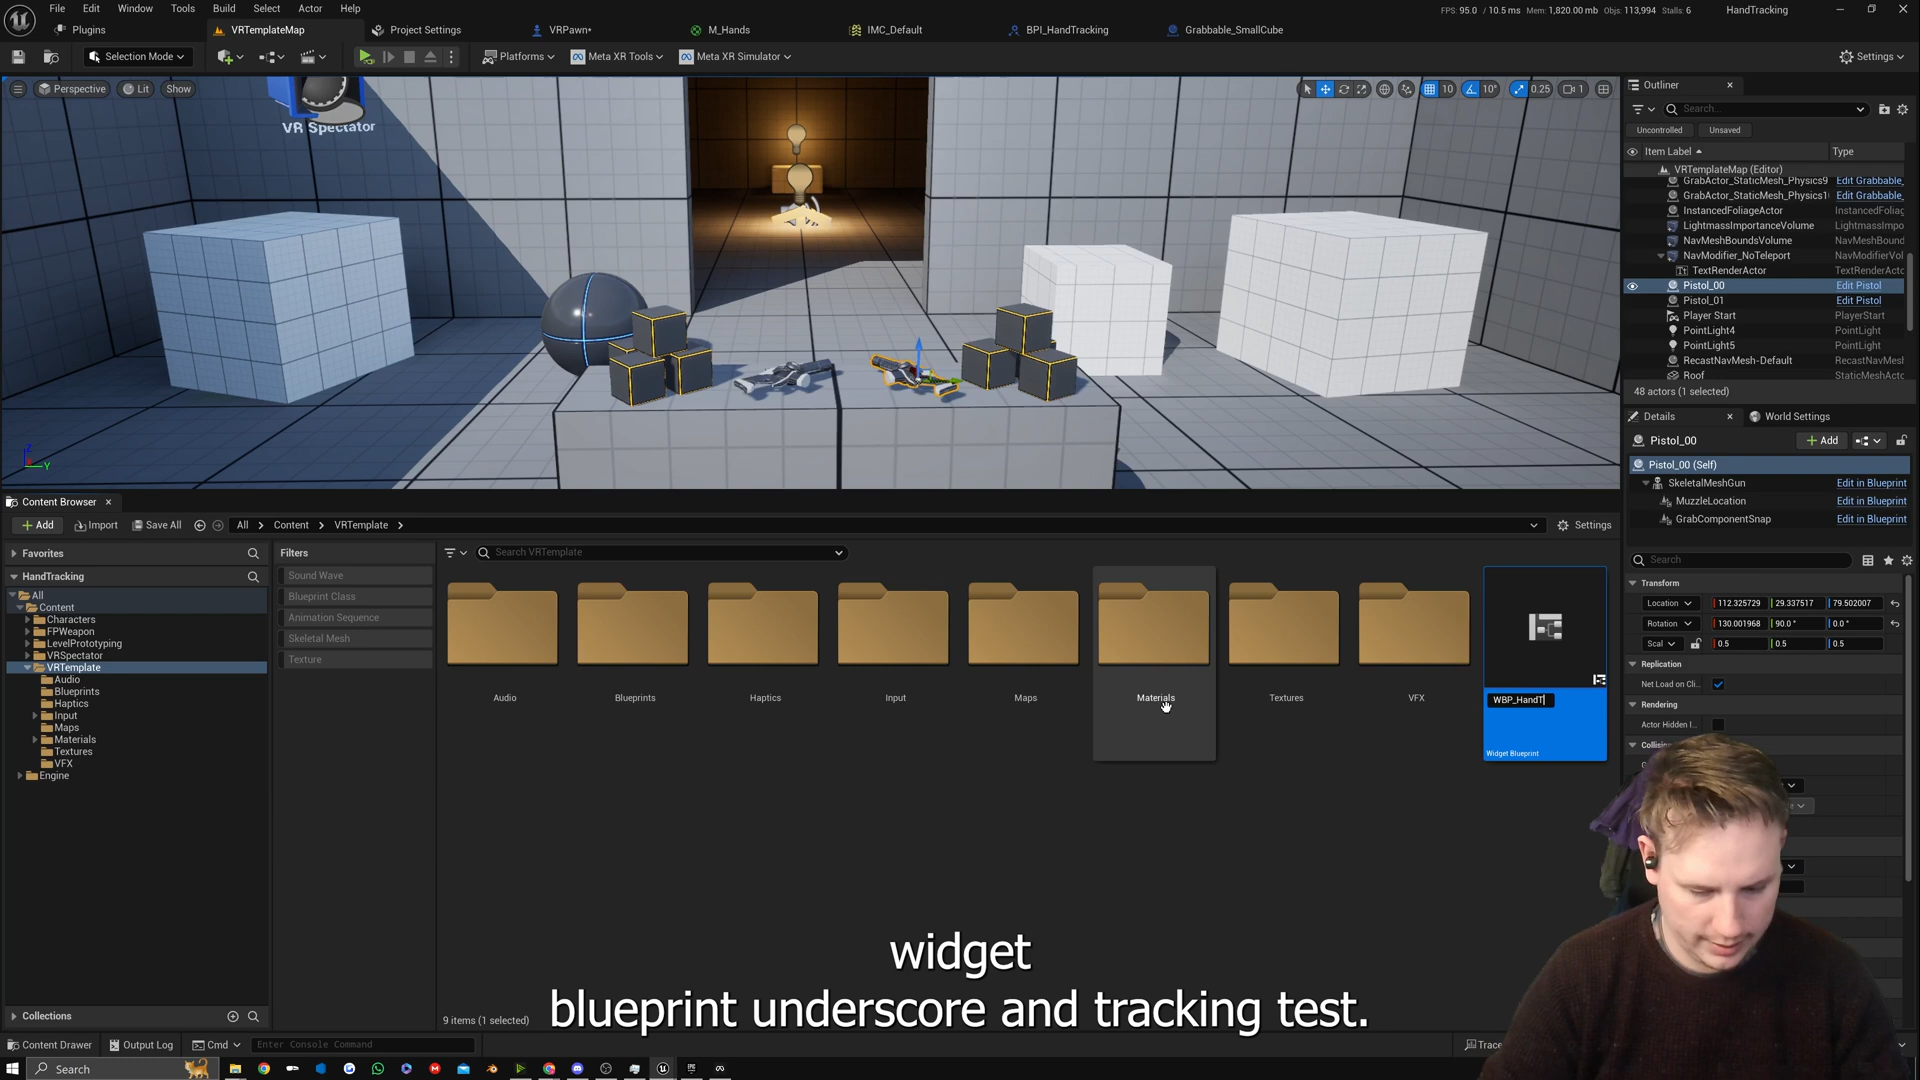 File Edit Window Tools Build Select Actor Help
FPS: 95.0 / 10.5 ms Mem: 1,820.00 mb Objs: 113,994 Stalls: 6
HandTracking
Plugins
VRTemplateMap
Project Settings
VRPawn*
M_Hands
IMC_Default
BPI_HandTracking
Grabbable_SmallCube
Selection Mode
Platforms
Meta XR Tools
Meta XR Simulator
Settings
Perspective
Lit
Show
10
10°
0.25
1
VR Spectator
Z
Y
Outliner
Search...
Uncontrolled
Unsaved
Item Label
Type
VRTemplateMap (Editor)
GrabActor_StaticMesh_Physics9 Edit Grabbable_
GrabActor_StaticMesh_Physics1 Edit Grabbable_
InstancedFoliageActor InstancedFoliag
LightmassImportanceVolume LightmassImpo
NavMeshBoundsVolume NavMeshBound
NavModifier_NoTeleport NavModifierVol
TextRenderActor TextRenderActo
Pistol_00 Edit Pistol
Pistol_01 Edit Pistol
Player Start PlayerStart
PointLight4 PointLight
PointLight5 PointLight
RecastNavMesh-Default RecastNavMesh
Roof StaticMeshActo
48 actors (1 selected)
Details
World Settings
Pistol_00
Add
Pistol_00 (Self)
SkeletalMeshGun Edit in Blueprint
MuzzleLocation Edit in Blueprint
GrabComponentSnap Edit in Blueprint
Search
Transform
Location 112.325729 29.337517 79.502007
Rotation 130.001968 90.0° 0.0°
Scal 0.5 0.5 0.5
Replication
Net Load on Cli...
Rendering
Actor Hidden I...
Collision
Content Browser
Add
Import
Save All
All
Content
VRTemplate
Settings
Favorites
HandTracking
All
Content
Characters
FPWeapon
LevelPrototyping
VRSpectator
VRTemplate
Audio
Blueprints
Haptics
Input
Maps
Materials
Textures
VFX
Engine
Collections
Filters
Sound Wave
Blueprint Class
Animation Sequence
Skeletal Mesh
Texture
Search VRTemplate
Audio
Blueprints
Haptics
Input
Maps
Materials
Textures
VFX
WBP_HandT
Widget Blueprint
9 items (1 selected)
widget
blueprint underscore and tracking test.
Content Drawer
Output Log
Cmd
Enter Console Command
Trace
Search